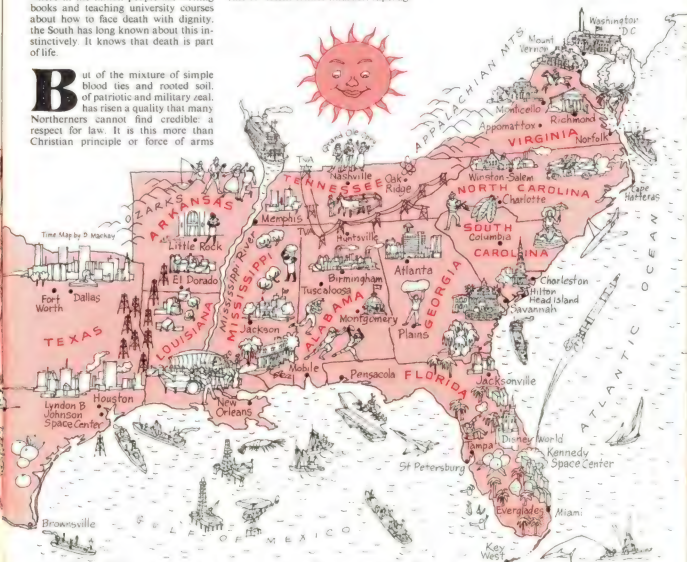 books and teaching university courses
about how to face death with dignity,
the South has long known about this in-
stinctively. It knows that death is part
of life.
But of the mixture of simple
blood ties and rooted soil,
of patriotic and military zeal,
has risen a quality that many
Northerners cannot find credible: a
respect for law. It is this more than
Christian principle or force of arms
Washington
D.C
Mount
Vernon
APPALACHIAN MTS
Monticello
Appomattox
Richmond
VIRGINIA
Norfolk
Grand Ole Opry
TVA
Nashville
Oak
Ridge
TENNESSEE
Winston-Salem
NORTH CAROLINA
Charlotte
Cape
Hatteras
OZARKS
ARKANSAS
Memphis
Time Map by D. Mackay
Little Rock
TVA
Huntsville
SOUTH
Columbia
CAROLINA
El Dorado
Mississippi River
MISSISSIPPI
Birmingham
Tuscaloosa
Atlanta
GEORGIA
Charleston
Hilton
Head Island
Savannah
Fort
Worth
Dallas
TEXAS
LOUISIANA
Jackson
ALABAMA
Montgomery
Plains
ATLANTIC OCEAN
Mobile
Pensacola
FLORIDA
Jacksonville
Houston
Lyndon B
Johnson
Space Center
New
Orleans
Tampa
Disney World
Kennedy
Space Center
St Petersburg
Everglades
Miami
Brownsville
GULF OF MEXICO
Key
West